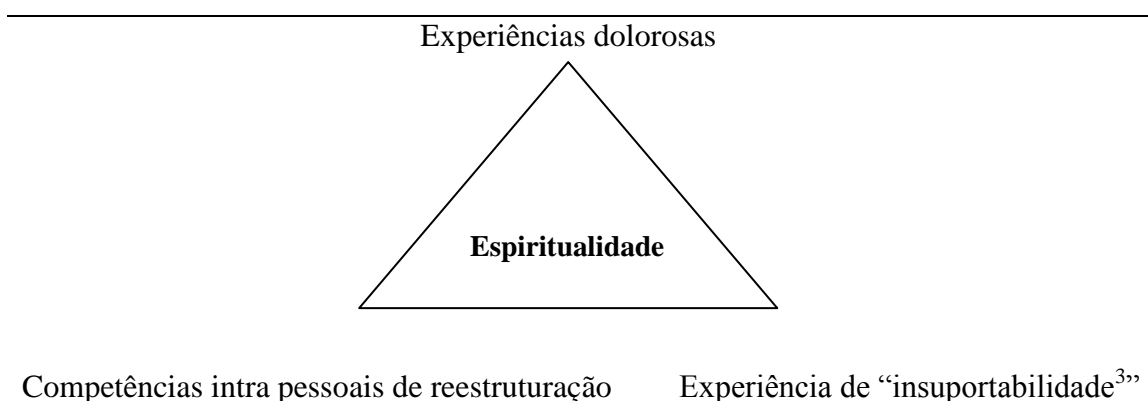 Experiências dolorosas
Espiritualidade
Competências intra pessoais de reestruturação Experiência de “insuportabilidade³”